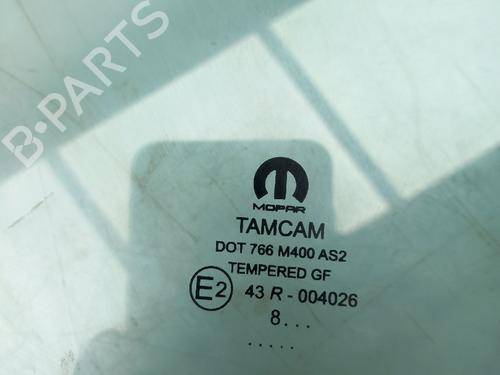 B-PARTS
MOPAR
TAMCAM
DOT 766 M400 AS2
TEMPERED GF
E2 43 R - 004026
8...
.....